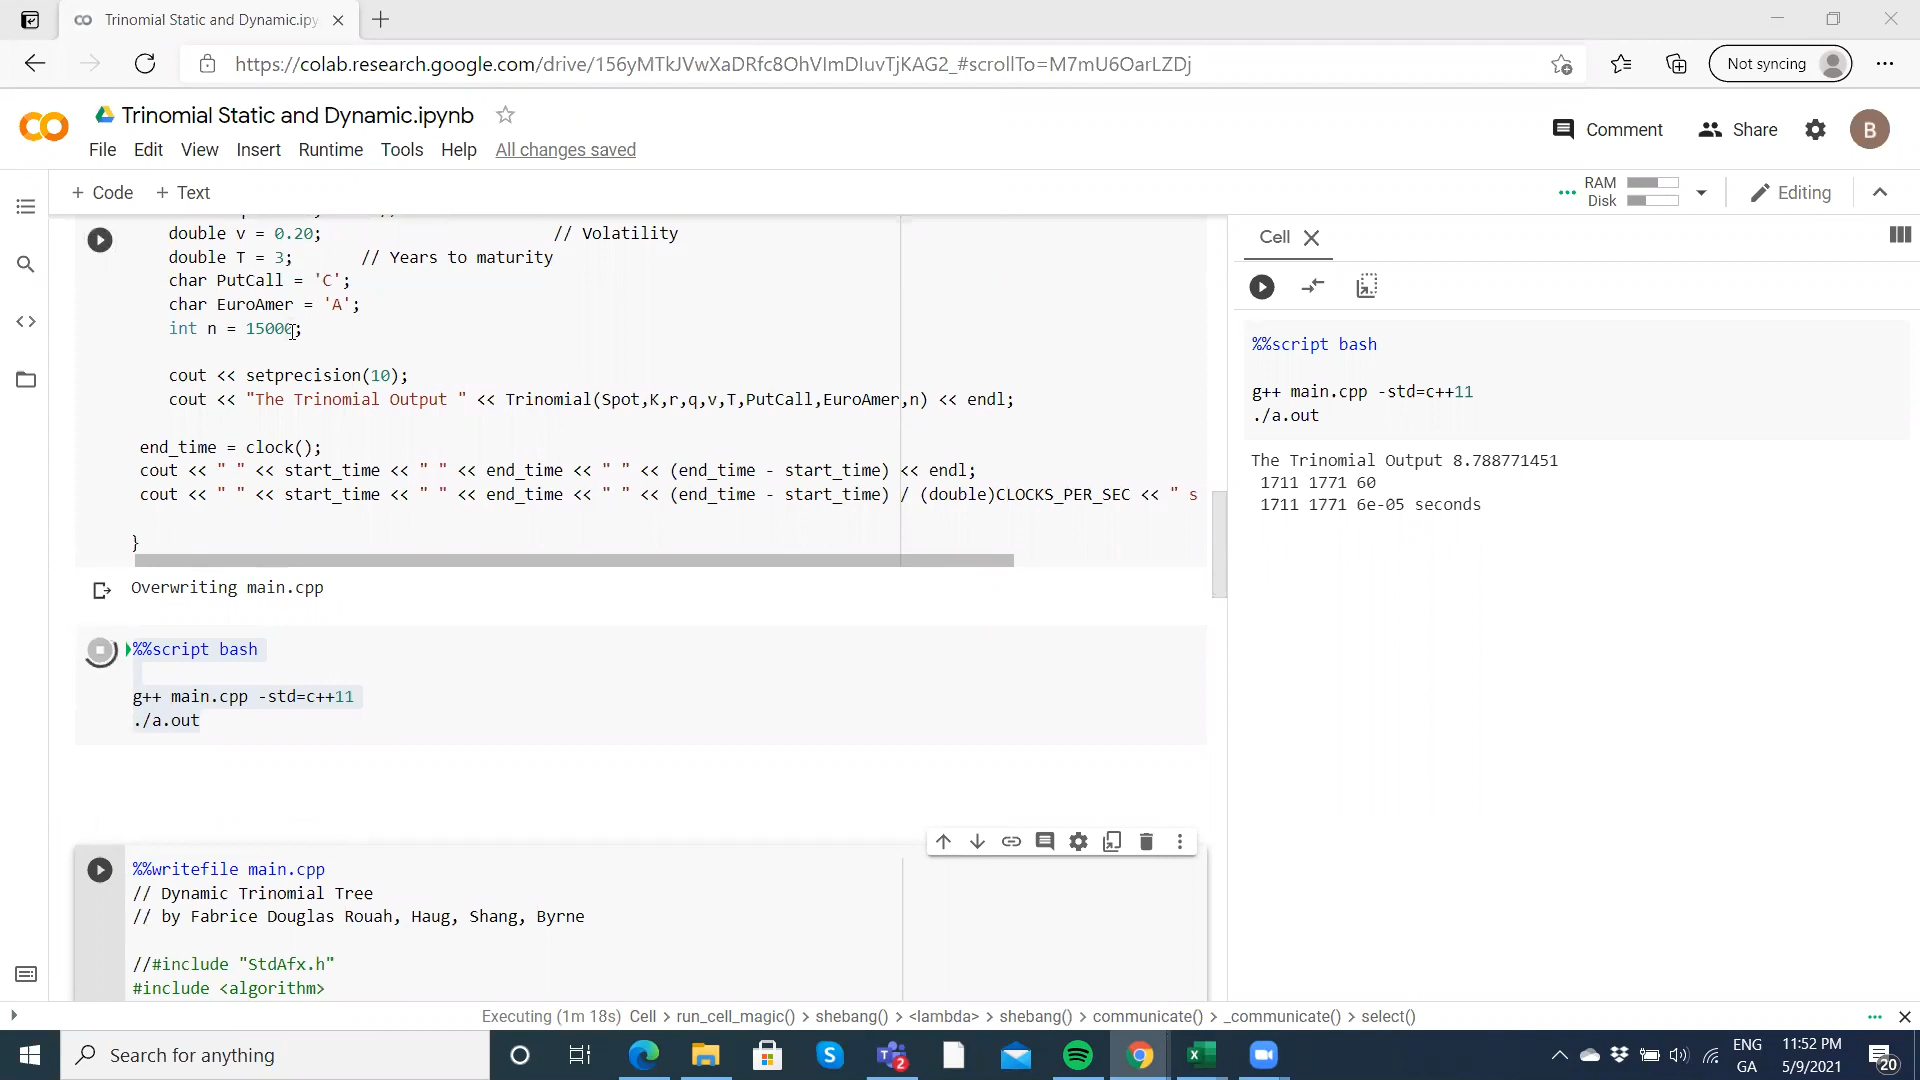 Trinomial Static and Dynamic.ipy
https://colab.research.google.com/drive/156yMTkJVwXaDRfc8OhVImDIuvTjKAG2_#scrollTo=M7mU6OarLZDj
Not syncing
Trinomial Static and Dynamic.ipynb
Comment
Share
B
File Edit View Insert Runtime Tools Help All changes saved
+ Code + Text
RAM
Disk
Editing
double v = 0.20; // Volatility
double T = 3; // Years to maturity
char PutCall = 'C';
char EuroAmer = 'A';
int n = 15000;
cout << setprecision(10);
cout << "The Trinomial Output " << Trinomial(Spot,K,r,q,v,T,PutCall,EuroAmer,n) << endl;
end_time = clock();
cout << " " << start_time << " " << end_time << " " << (end_time - start_time) << endl;
cout << " " << start_time << " " << end_time << " " << (end_time - start_time) / (double)CLOCKS_PER_SEC << " s
}
Overwriting main.cpp
%%script bash
g++ main.cpp -std=c++11
./a.out
%%writefile main.cpp
// Dynamic Trinomial Tree
// by Fabrice Douglas Rouah, Haug, Shang, Byrne
//#include "StdAfx.h"
#include <algorithm>
Cell
%%script bash
g++ main.cpp -std=c++11
./a.out
The Trinomial Output 8.788771451
1711 1771 60
1711 1771 6e-05 seconds
Executing (1m 18s) Cell > run_cell_magic() > shebang() > <lambda> > shebang() > communicate() > _communicate() > select()
Search for anything
2
ENG
GA
11:52 PM
5/9/2021
20